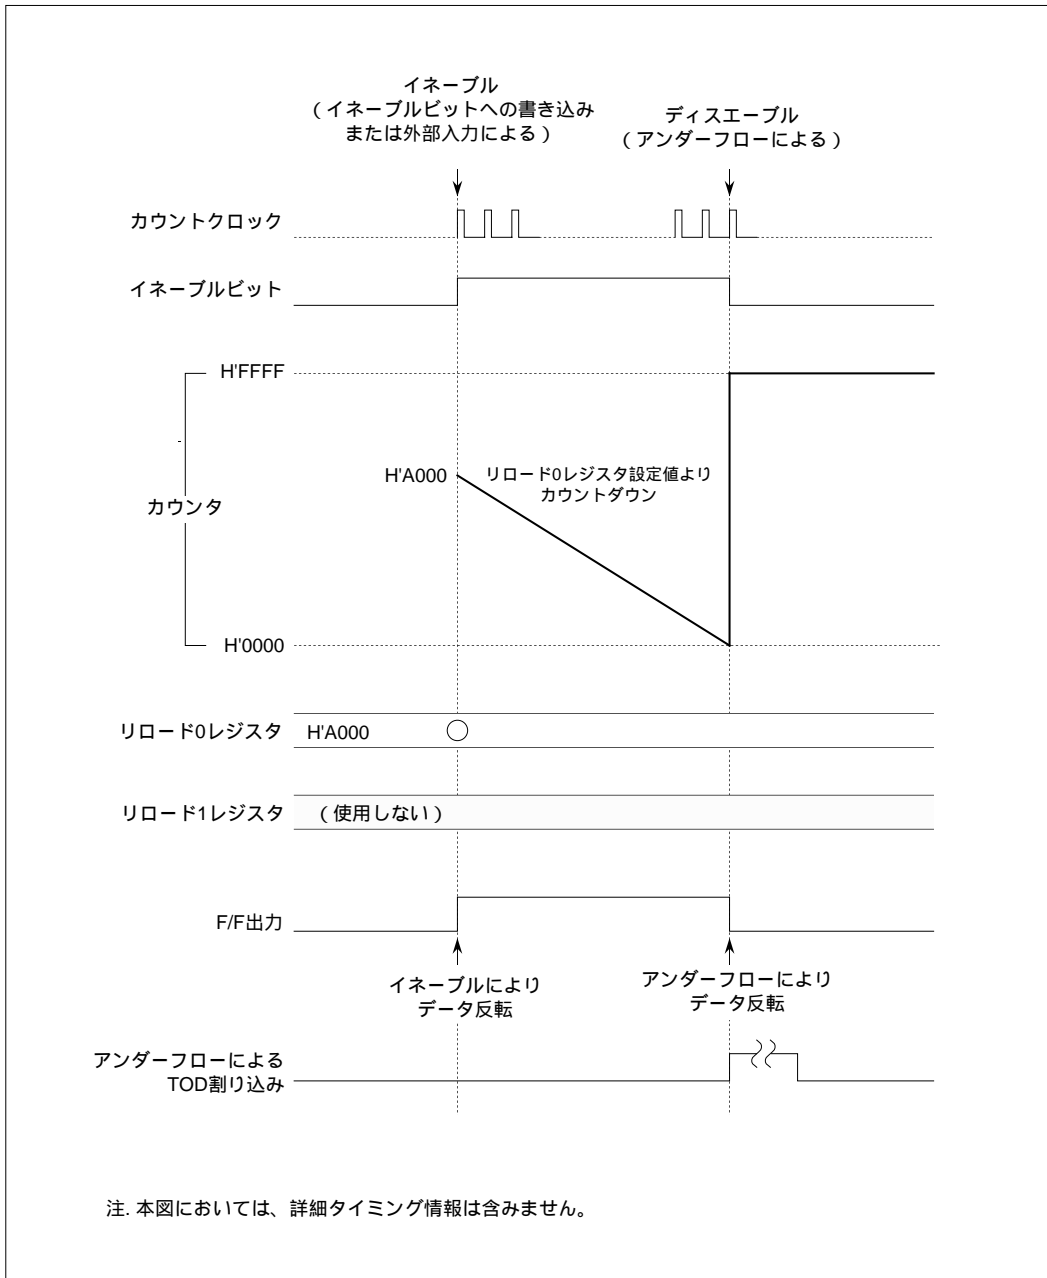 イネーブル
(イネーブルビットへの書き込み
または外部入力による)
ディスエーブル
(アンダーフローによる)
カウントクロック
イネーブルビット
H'FFFF
H'A000
リロード0レジスタ設定値より
カウントダウン
カウンタ
H'0000
リロード0レジスタ
H'A000
リロード1レジスタ
(使用しない)
F/F出力
イネーブルにより
データ反転
アンダーフローにより
データ反転
アンダーフローによる
TOD割り込み
注. 本図においては、詳細タイミング情報は含みません。